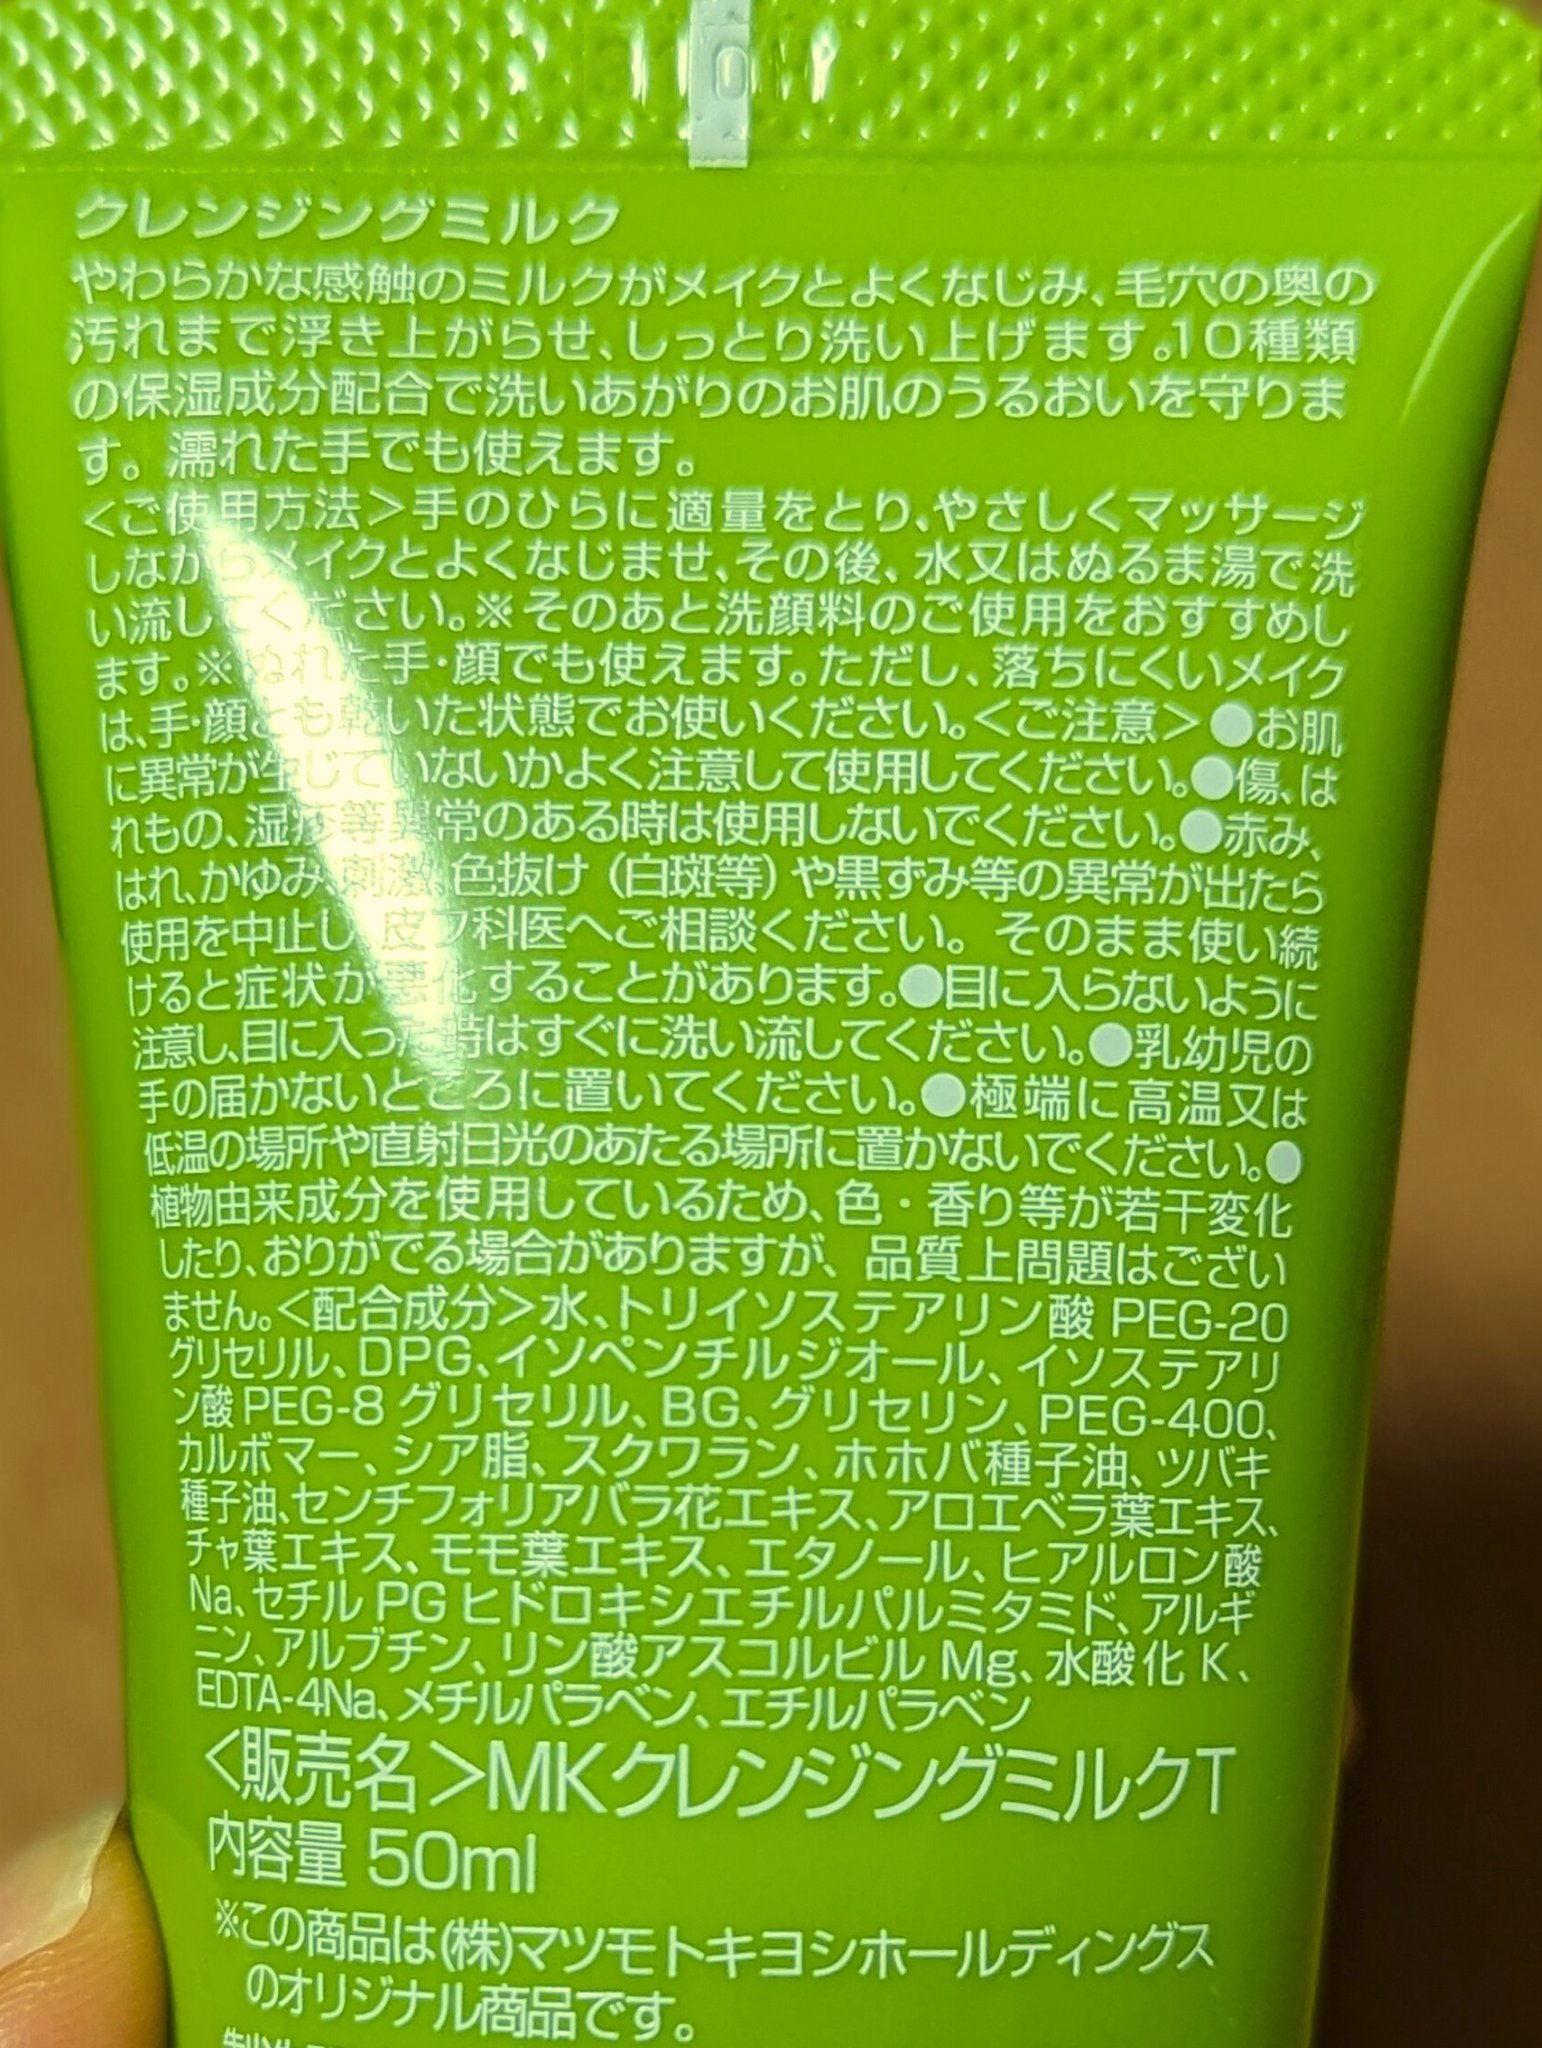 クレンジングミルク
やわらかな感触のミルクがメイクとよくなじみ、毛穴の奥の
汚れまで浮き上がらせ、しっとり洗い上げます。10種類
の保湿成分配合で洗いあがりのお肌のうるおいを守りま
す。濡れた手でも使えます。
＜ご使用方法＞手のひらに適量をとり、やさしくマッサージ
しながらメイクとよくなじませ、その後、水又はぬるま湯で洗
い流してください。※そのあと洗顔料のご使用をおすすめし
ます。※ぬれた手・顔でも使えます。ただし、落ちにくいメイク
は、手・顔とも乾いた状態でお使いください。＜ご注意＞●お肌
に異常が生じていないかよく注意して使用してください。●傷、は
れもの、湿疹等異常のある時は使用しないでください。●赤み、
はれ、かゆみ、刺激、色抜け（白斑等）や黒ずみ等の異常が出たら
使用を中止し、皮フ科医へご相談ください。そのまま使い続
けると症状が悪化することがあります。●目に入らないように
注意し、目に入った時はすぐに洗い流してください。●乳幼児の
手の届かないところに置いてください。●極端に高温又は
低温の場所や直射日光のあたる場所に置かないでください。●
植物由来成分を使用しているため、色・香り等が若干変化
したり、おりがでる場合がありますが、品質上問題はござい
ません。＜配合成分＞水、トリイソステアリン酸PEG-20
グリセリル、DPG、イソペンチルジオール、イソステアリ
ン酸PEG-8グリセリル、BG、グリセリン、PEG-400、
カルボマー、シア脂、スクワラン、ホホバ種子油、ツバキ
種子油、センチフォリアバラ花エキス、アロエベラ葉エキス、
チャ葉エキス、モモ葉エキス、エタノール、ヒアルロン酸
Na、セチルPGヒドロキシエチルパルミタミド、アルギ
ニン、アルブチン、リン酸アスコルビルMg、水酸化K、
EDTA-4Na、メチルパラベン、エチルパラベン
＜販売名＞MKクレンジングミルクT
内容量 50ml
※この商品は(株)マツモトキヨシホールディングス
のオリジナル商品です。